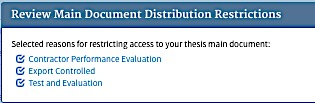 Review Main Document Distribution Restrictions
Selected reasons for restricting access to your thesis main document:
Contractor Performance Evaluation
Export Controlled
Test and Evaluation